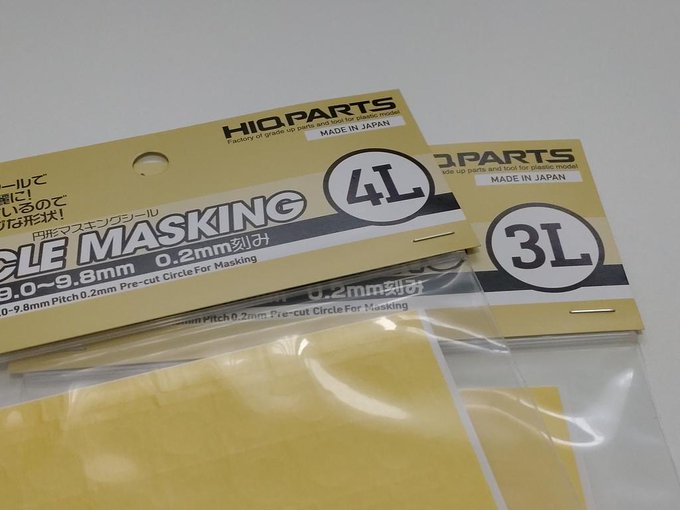 HIQPARTS
Factory of grade up parts and tool for plastic model
MADE IN JAPAN
ールで
麗に!
いるので
な形状!
円形マスキングシール
CLE MASKING
4L
9.0～9.8mm 0.2mm刻み
.0-9.8mm Pitch 0.2mm Pre-cut Circle For Masking
HIQPARTS
de up parts and tool for plastic model
MADE IN JAPAN
3L
0.2mm刻み
mm Pitch 0.2mm Pre-cut Circle For Masking